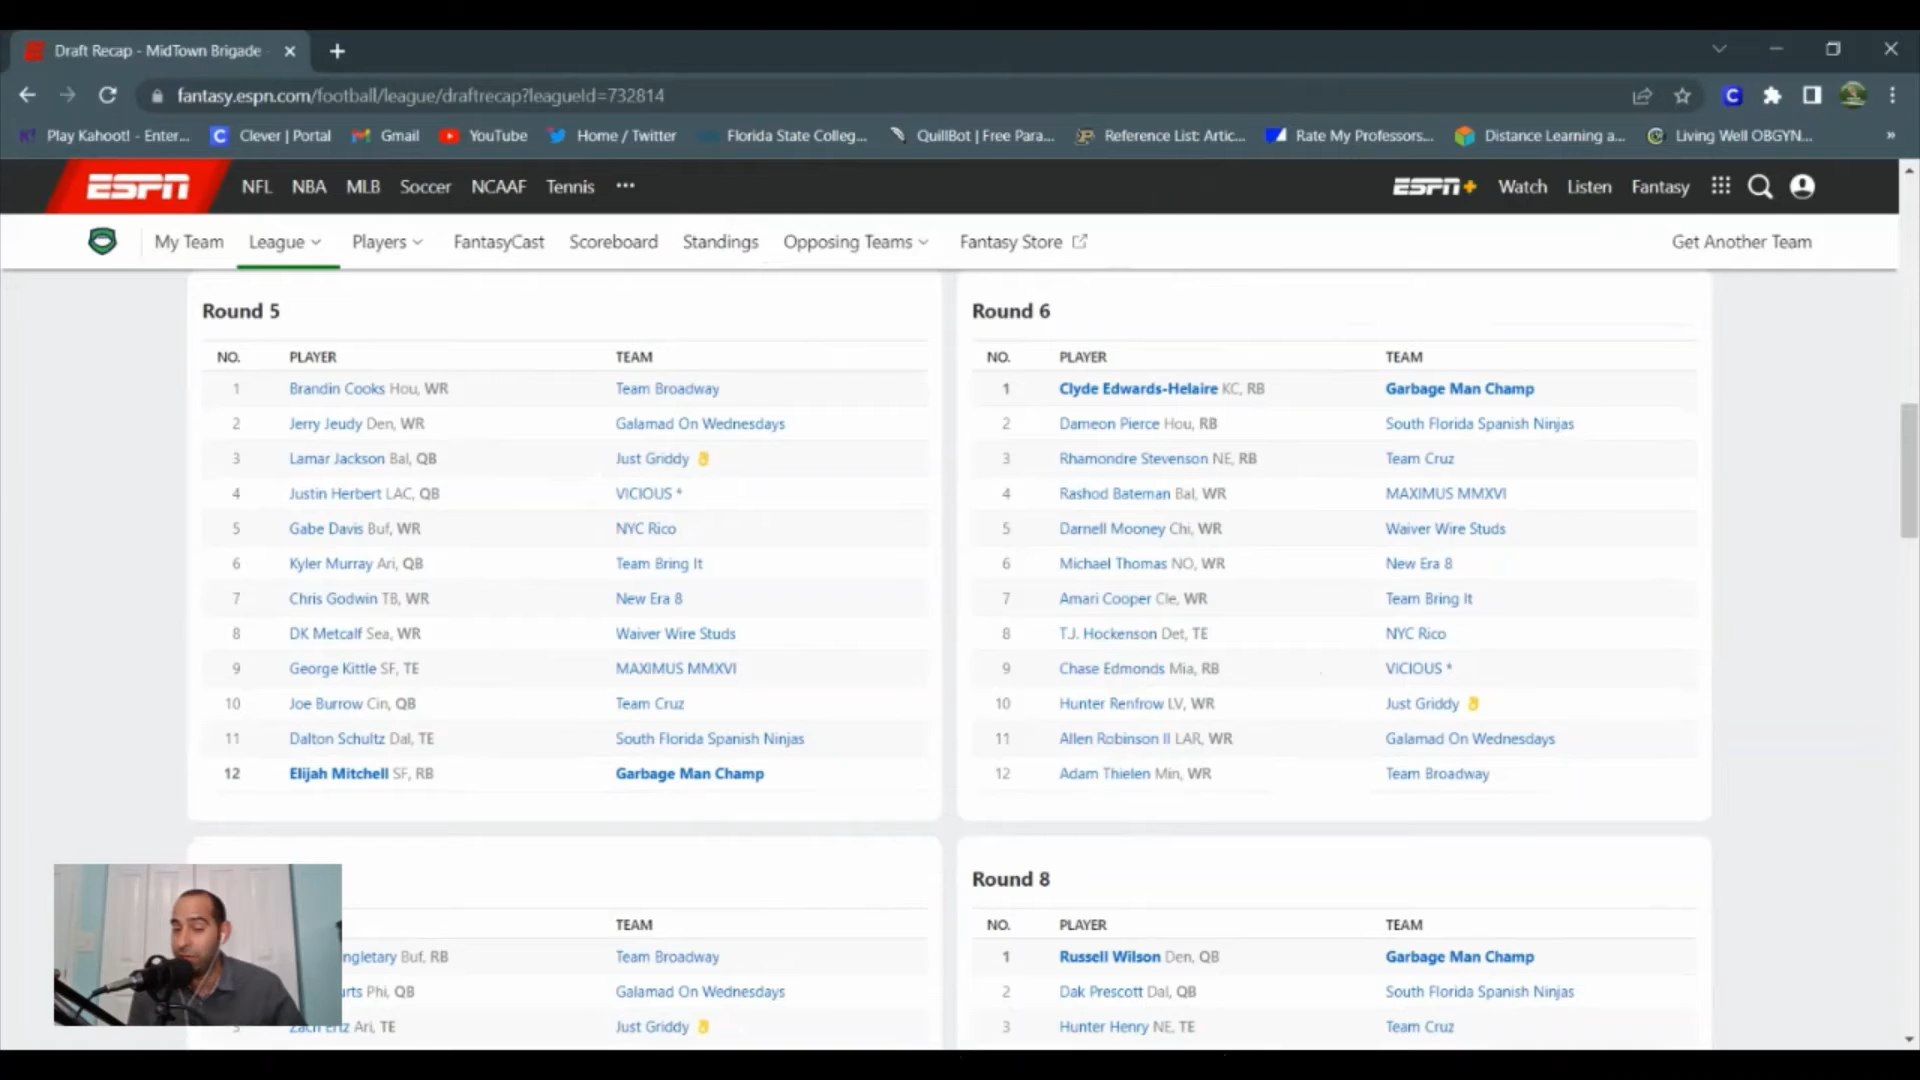 Draft Recap - MidTown Brigade
fantasy.espn.com/football/league/draftrecap?leagueId=732814
Play Kahoot! - Enter... Clever | Portal Gmail YouTube Home / Twitter Florida State Colleg... QuillBot | Free Para... Reference List: Artic... Rate My Professors... Distance Learning a... Living Well OBGYN... »
ESPN NFL NBA MLB Soccer NCAAF Tennis ••• ESPN+ Watch Listen Fantasy
My Team League Players FantasyCast Scoreboard Standings Opposing Teams Fantasy Store Get Another Team
Round 5
NO. PLAYER TEAM
1 Brandin Cooks Hou, WR Team Broadway
2 Jerry Jeudy Den, WR Galamad On Wednesdays
3 Lamar Jackson Bal, QB Just Griddy 👌
4 Justin Herbert LAC, QB VICIOUS *
5 Gabe Davis Buf, WR NYC Rico
6 Kyler Murray Ari, QB Team Bring It
7 Chris Godwin TB, WR New Era 8
8 DK Metcalf Sea, WR Waiver Wire Studs
9 George Kittle SF, TE MAXIMUS MMXVI
10 Joe Burrow Cin, QB Team Cruz
11 Dalton Schultz Dal, TE South Florida Spanish Ninjas
12 Elijah Mitchell SF, RB Garbage Man Champ
Round 6
NO. PLAYER TEAM
1 Clyde Edwards-Helaire KC, RB Garbage Man Champ
2 Dameon Pierce Hou, RB South Florida Spanish Ninjas
3 Rhamondre Stevenson NE, RB Team Cruz
4 Rashod Bateman Bal, WR MAXIMUS MMXVI
5 Darnell Mooney Chi, WR Waiver Wire Studs
6 Michael Thomas NO, WR New Era 8
7 Amari Cooper Cle, WR Team Bring It
8 T.J. Hockenson Det, TE NYC Rico
9 Chase Edmonds Mia, RB VICIOUS *
10 Hunter Renfrow LV, WR Just Griddy 👌
11 Allen Robinson II LAR, WR Galamad On Wednesdays
12 Adam Thielen Min, WR Team Broadway
TEAM
ngletary Buf, RB Team Broadway
urts Phi, QB Galamad On Wednesdays
3 Zach Ertz Ari, TE Just Griddy 👌
Round 8
NO. PLAYER TEAM
1 Russell Wilson Den, QB Garbage Man Champ
2 Dak Prescott Dal, QB South Florida Spanish Ninjas
3 Hunter Henry NE, TE Team Cruz